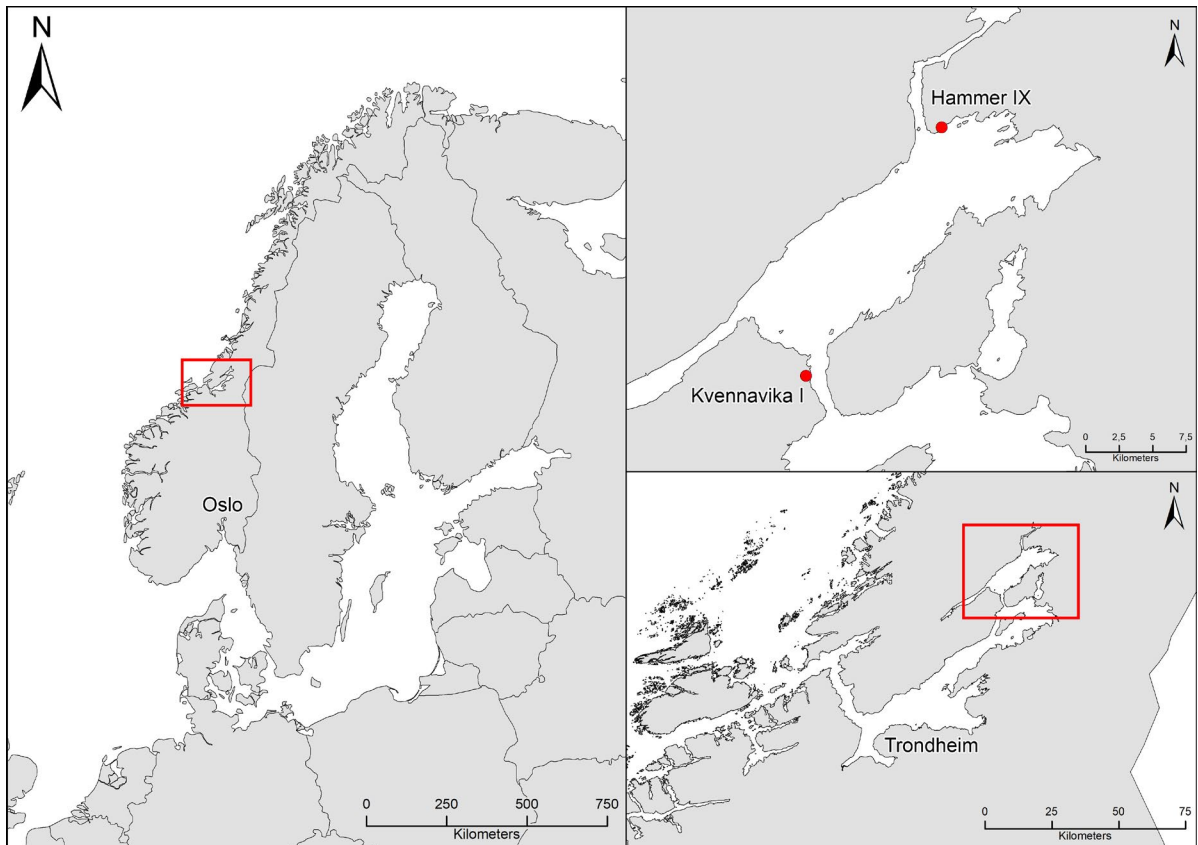 N
Oslo
0 250 500 750
Kilometers
N
Hammer IX
Kvennavika I
0 2,5 5 7,5
Kilometers
N
Trondheim
0 25 50 75
Kilometers